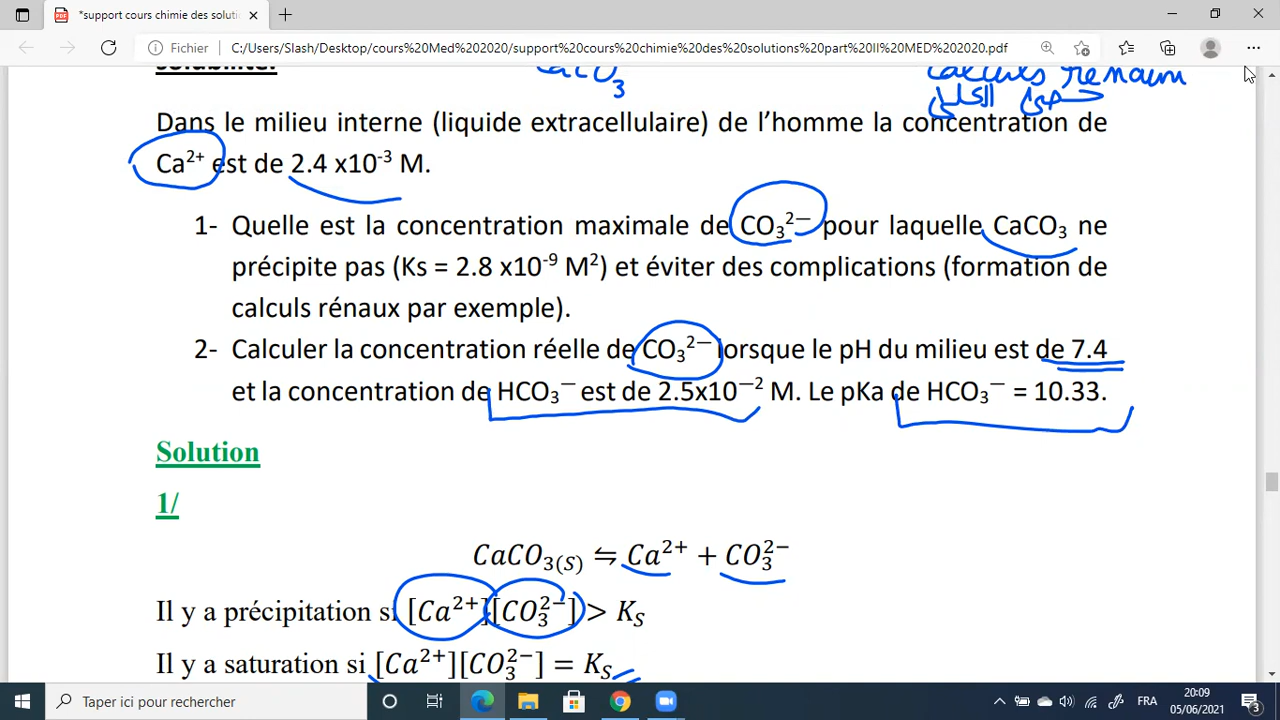 *support cours chimie des soluti
Fichier
C:/Users/Slash/Desktop/cours%20Med%202020/support%20cours%20chimie%20des%20solutions%20part%20II%20MED%202020.pdf
CaCO3 calculs rénaux
Dans le milieu interne (liquide extracellulaire) de l’homme la concentration de
Ca²⁺ est de 2.4 x10⁻³ M.
1- Quelle est la concentration maximale de CO₃²⁻ pour laquelle CaCO₃ ne
précipite pas (Ks = 2.8 x10⁻⁹ M²) et éviter des complications (formation de
calculs rénaux par exemple).
2- Calculer la concentration réelle de CO₃²⁻ lorsque le pH du milieu est de 7.4
et la concentration de HCO₃⁻ est de 2.5x10⁻² M. Le pKa de HCO₃⁻ = 10.33.
Solution
1/
CaCO₃₍S₎ ⇋ Ca²⁺ + CO₃²⁻
Il y a précipitation si [Ca²⁺][CO₃²⁻] > K_S
Il y a saturation si [Ca²⁺][CO₃²⁻] = K_S
Taper ici pour rechercher
FRA
20:09
05/06/2021
3